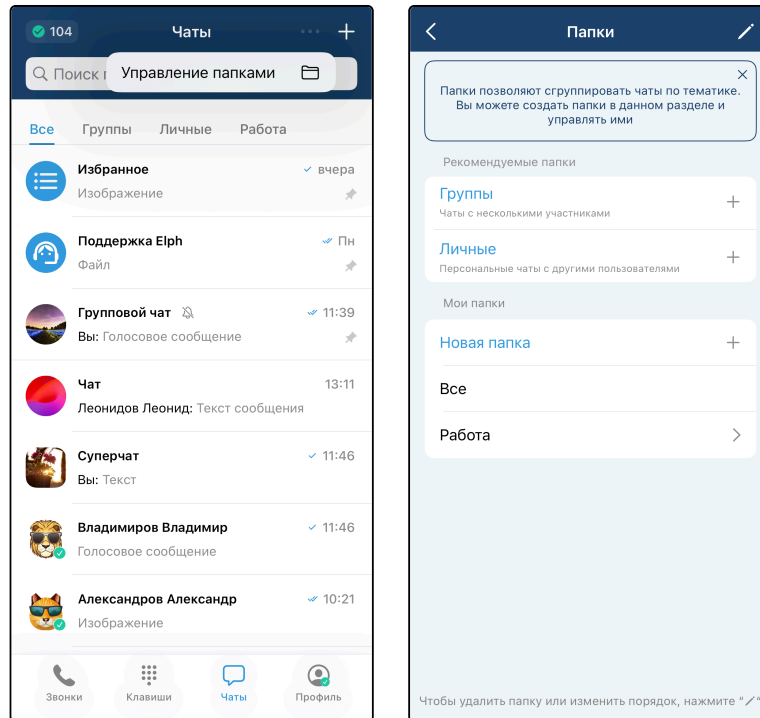 104
Чаты
Поиск
Управление папками
Все
Группы
Личные
Работа
Избранное
вчера
Изображение
Поддержка Elph
Пн
Файл
Групповой чат
11:39
Вы: Голосовое сообщение
Чат
13:11
Леонидов Леонид: Текст сообщения
Суперчат
11:46
Вы: Текст
Владимиров Владимир
11:46
Голосовое сообщение
Александров Александр
10:21
Изображение
Звонки
Клавиши
Чаты
Профиль
Папки
Папки позволяют сгруппировать чаты по тематике.
Вы можете создать папки в данном разделе и
управлять ими
Рекомендуемые папки
Группы
Чаты с несколькими участниками
Личные
Персональные чаты с другими пользователями
Мои папки
Новая папка
Все
Работа
Чтобы удалить папку или изменить порядок, нажмите "